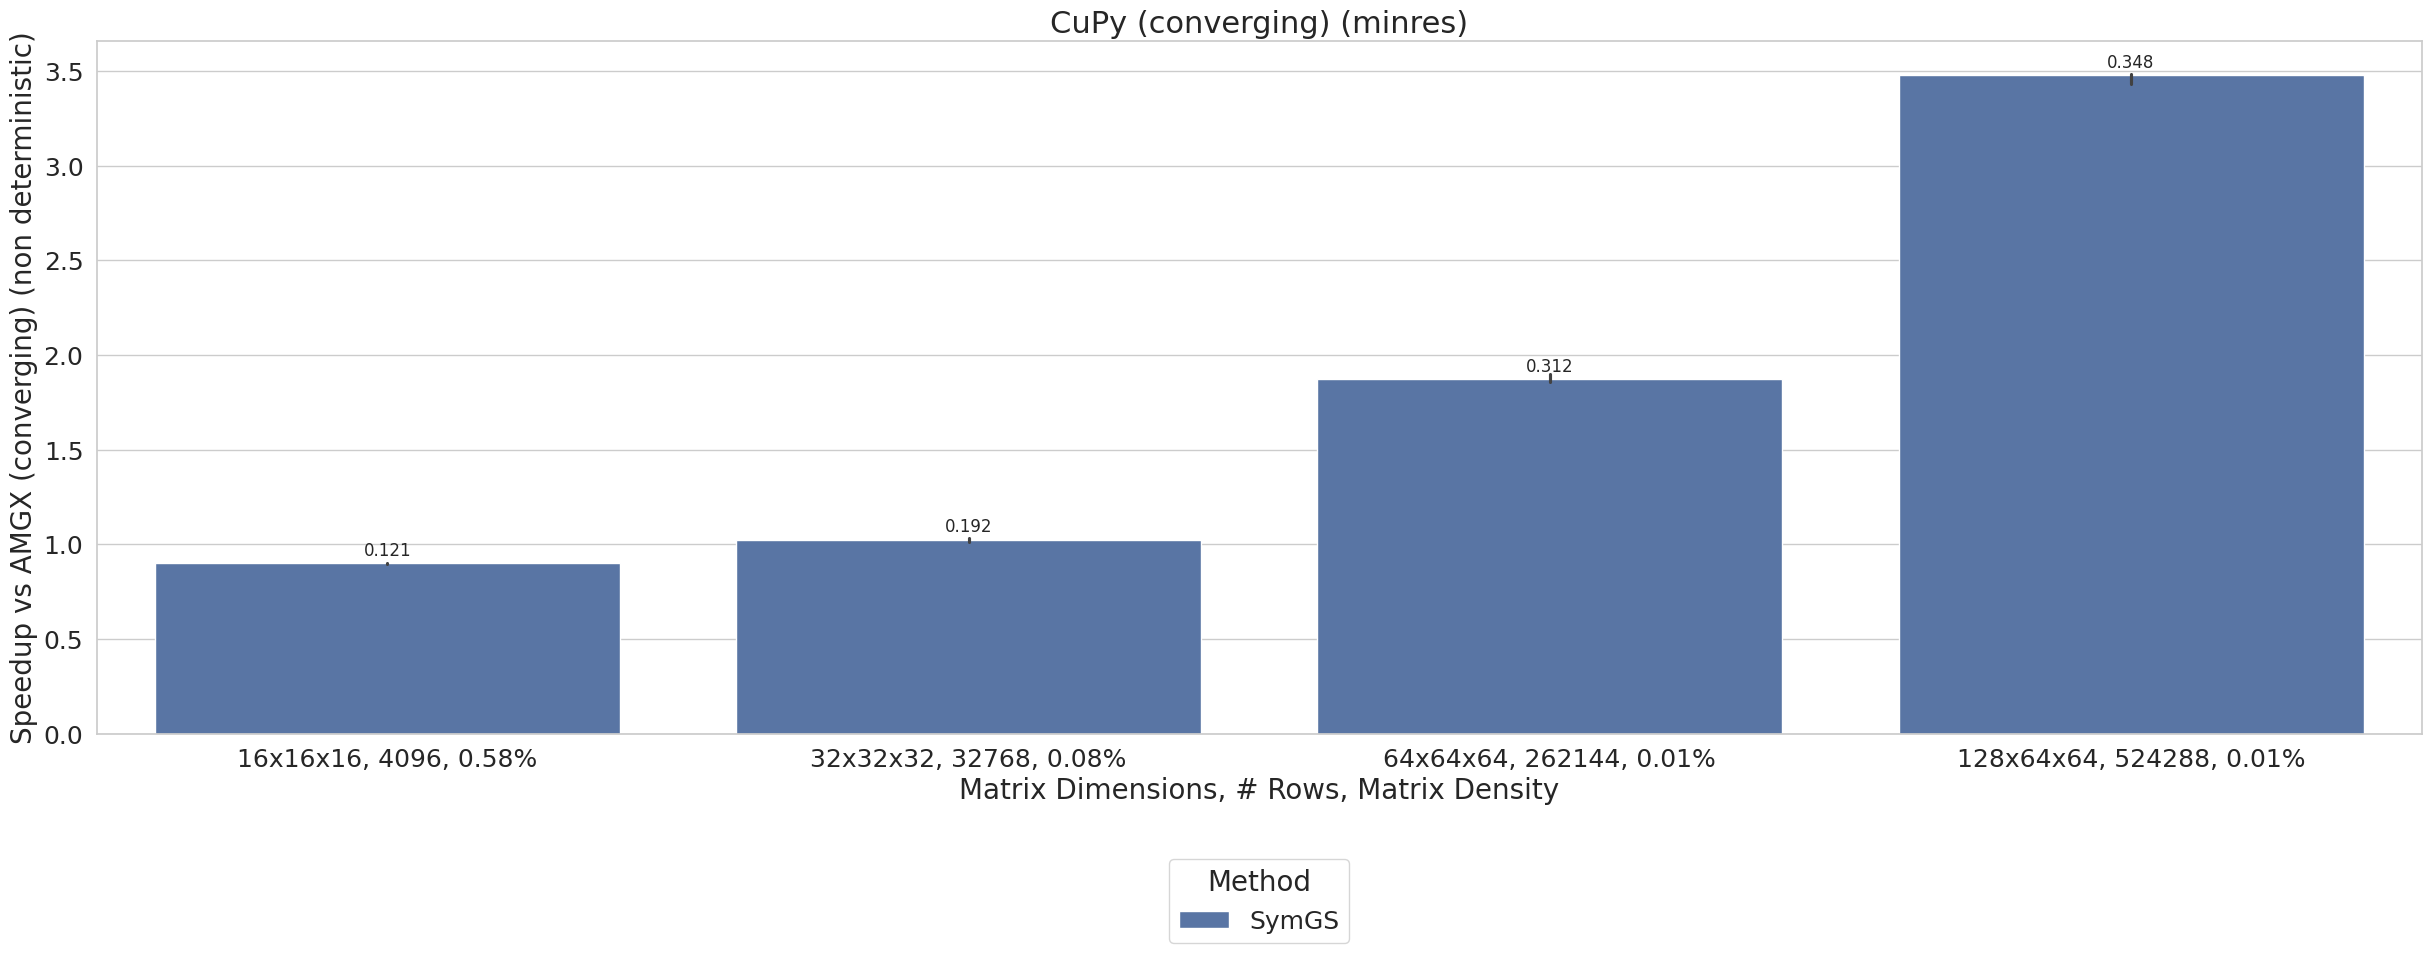 CuPy (converging) (minres)
Speedup vs AMGX (converging) (non deterministic)
3.5
3.0
2.5
2.0
1.5
1.0
0.5
0.0
0.121
0.192
0.312
0.348
16x16x16, 4096, 0.58%
32x32x32, 32768, 0.08%
64x64x64, 262144, 0.01%
128x64x64, 524288, 0.01%
Matrix Dimensions, # Rows, Matrix Density
Method
SymGS